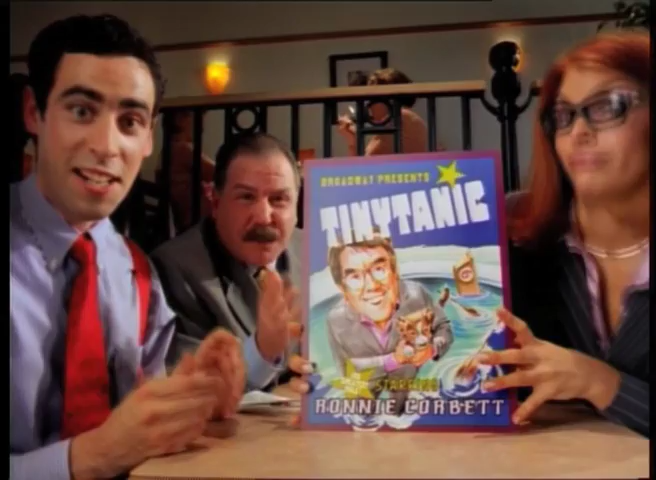 BROADWAY PRESENTS
TINYTANIC
STARRING
RONNIE CORBETT